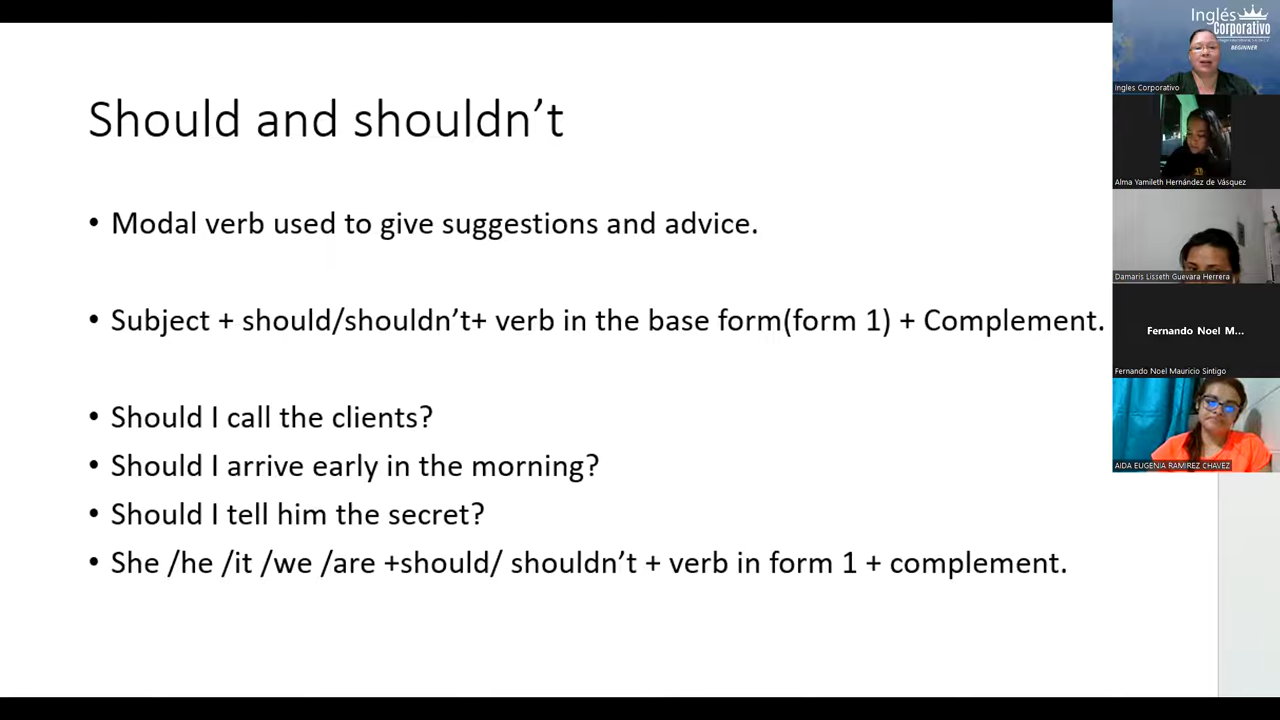 Should and shouldn't
• Modal verb used to give suggestions and advice.
• Subject + should/shouldn't+ verb in the base form(form 1) + Complement.
• Should I call the clients?
• Should I arrive early in the morning?
• Should I tell him the secret?
• She /he /it /we /are +should/ shouldn't + verb in form 1 + complement.
Inglés
Corporativo
BEGINNER
Ingles Corporativo
Alma Yamileth Hernández de Vásquez
Damaris Lisseth Guevara Herrera
Fernando Noel M...
Fernando Noel Mauricio Sintigo
AIDA EUGENIA RAMIREZ CHAVEZ